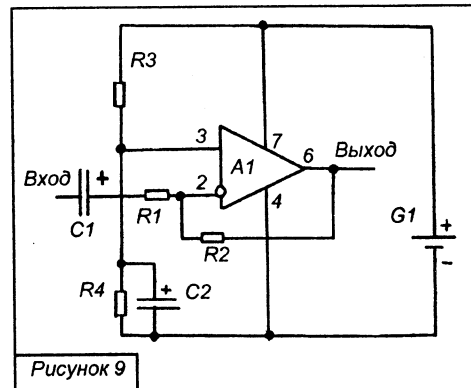 R3
3
7
Вход
+
A1
6
Выход
2
C1
R1
4
G1
+
R2
-
R4
+
C2
Рисунок 9